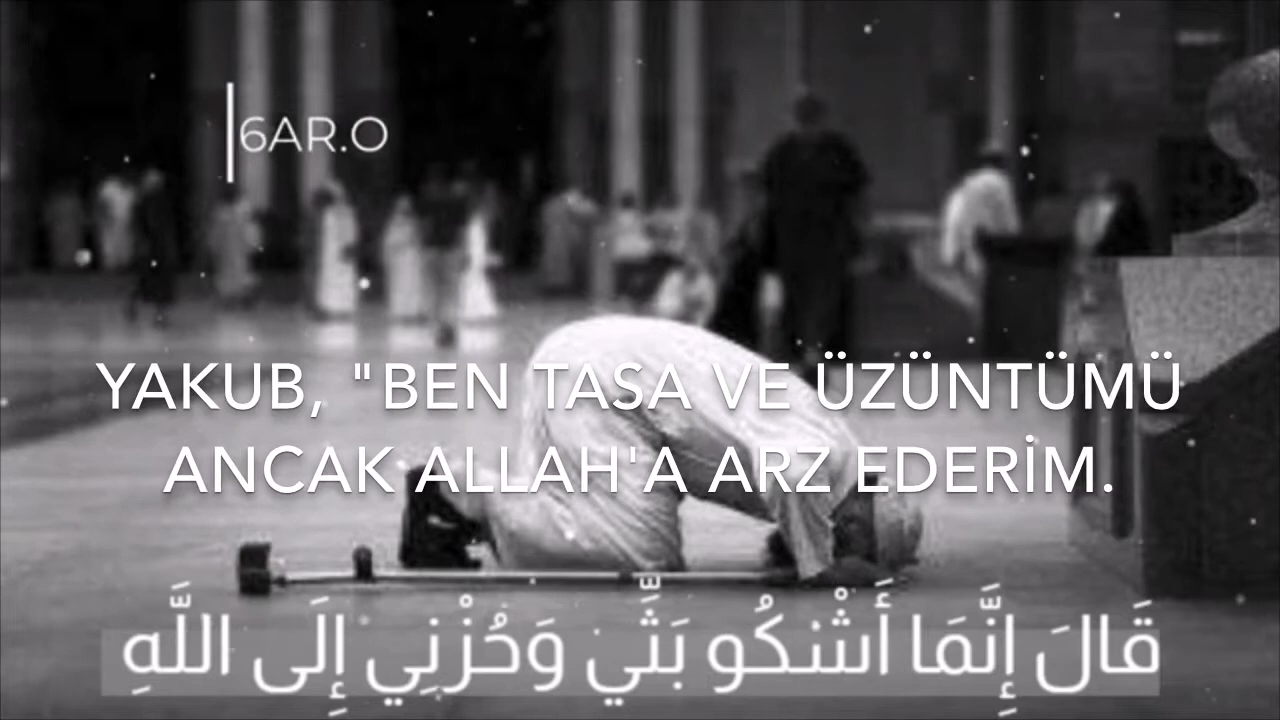 6AR.O
YAKUB, "BEN TASA VE ÜZÜNTÜMÜ
ANCAK ALLAH'A ARZ EDERİM.
قَالَ إِنَّمَا أَشْكُو بَثِّي وَحُزْنِي إِلَى اللَّهِ